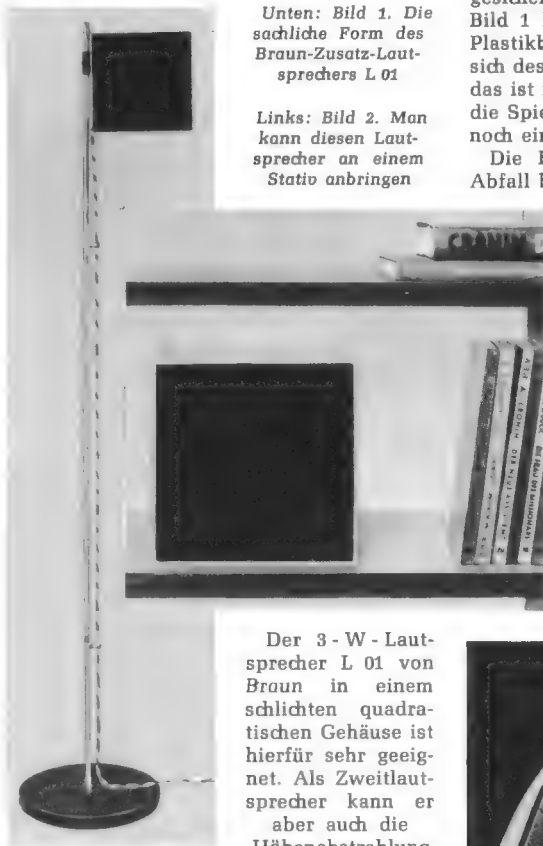 Unten: Bild 1. Die
sachliche Form des
Braun-Zusatz-Laut-
sprechers L 01
Links: Bild 2. Man
kann diesen Laut-
sprecher an einem
Stativ anbringen
Bild 1
sich des
das ist
die Spie
noch ein
Die
Abfall
Der 3-W-Laut-
sprecher L 01 von
Braun in einem
schlichten quadra-
tischen Gehäuse ist
hierfür sehr geeig-
net. Als Zweitlaut-
sprecher kann er
aber auch die
Höhenabstrahlung